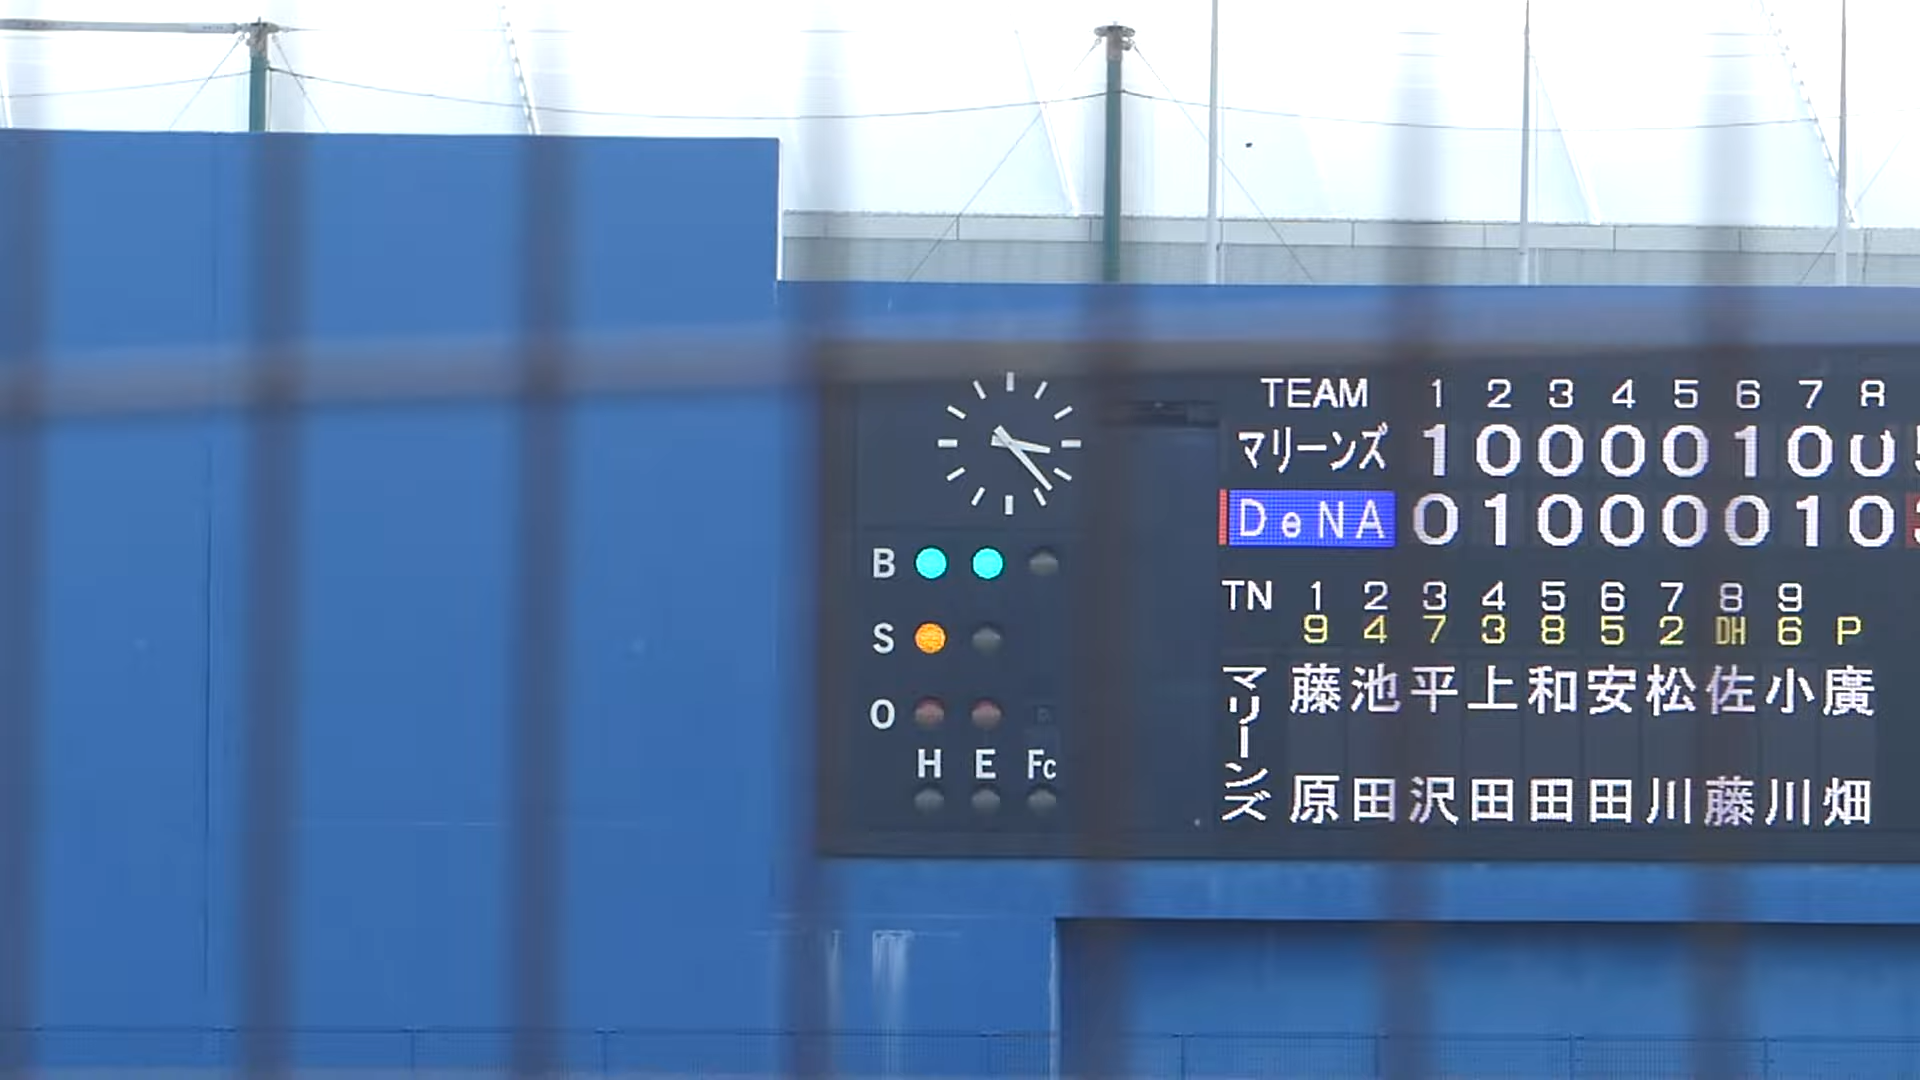 TEAM 1 2 3 4 5 6 7 8
マリーンズ 1 0 0 0 0 1 0 0
DeNA 0 1 0 0 0 0 1 0
B
S
O
H E Fc
TN 1 2 3 4 5 6 7 8 9
9 4 7 3 8 5 2 DH 6 P
マリーンズ
藤原
池田
平沢
上田
和田
安田
松川
佐藤
小川
廣畑